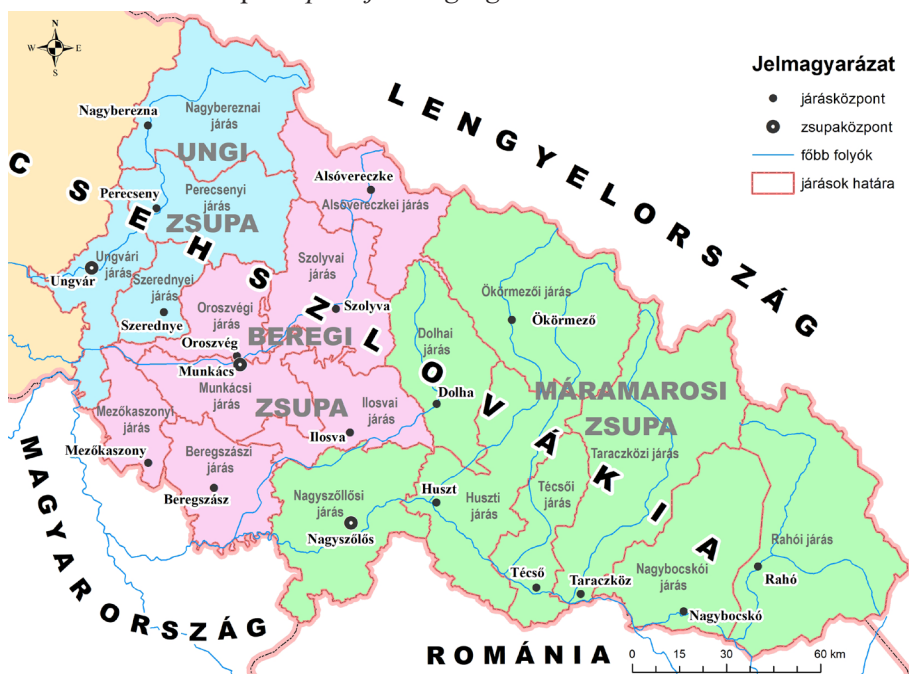 N
W
E
S
Jelmagyarázat
járásközpont
zsupaközpont
főbb folyók
járások határa
LENGYELORSZÁG
CSEHSZLOVÁKIA
MAGYARORSZÁG
ROMÁNIA
UNGI
ZSUPA
BEREGI
ZSUPA
MÁRAMAROSI
ZSUPA
Nagyberezna
Nagybereznai
járás
Perecseny
Perecsenyi
járás
Ungvári
járás
Ungvár
Szerednyei
járás
Szerednye
Alsóvereczke
Alsóvereczkei járás
Szolyvai
járás
Szolyva
Oroszvégi
járás
Oroszvég
Munkács
Munkácsi
járás
Mezőkaszonyi
járás
Mezőkaszony
Beregszászi
járás
Beregszász
Ilosvai
járás
Ilosva
Dolhai
járás
Dolha
Ökörmezői járás
Ökörmező
Nagyszőllősi
járás
Nagyszőlős
Huszt
Huszti
járás
Técsői
járás
Técső
Taraczközi járás
Taraczköz
Nagybocskói
járás
Nagybocskó
Rahói járás
Rahó
0 15 30 60 km